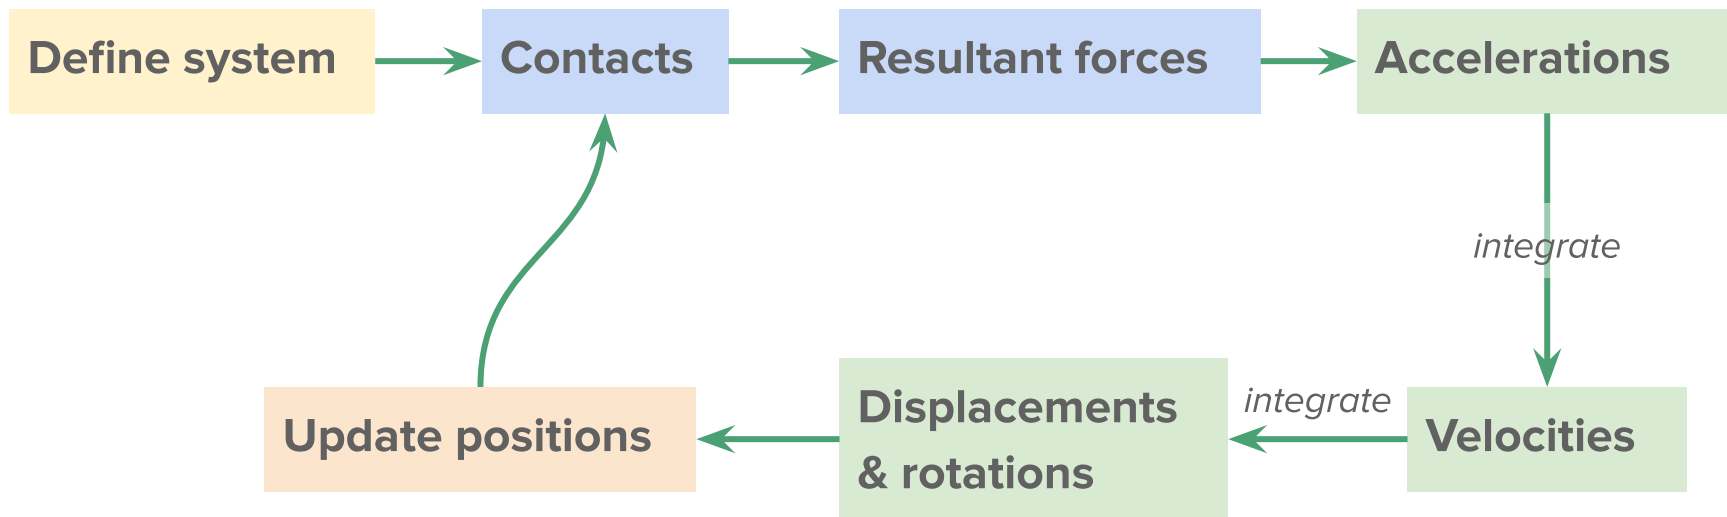 Define system
Contacts
Resultant forces
Accelerations
integrate
Velocities
integrate
Displacements
& rotations
Update positions